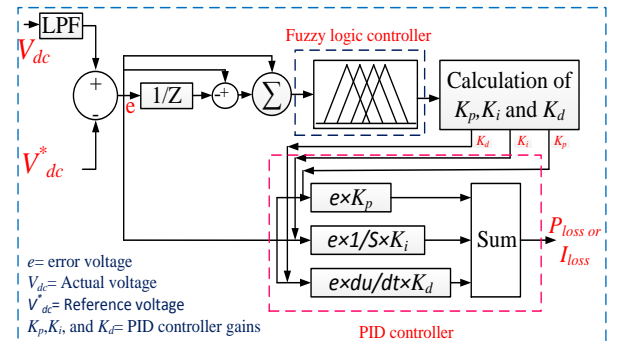 LPF
Fuzzy logic controller
V_dc
+
-
e
1/Z
-+
∑
Calculation of
K_p,K_i and K_d
V*_dc
K_d
K_i
K_p
e×K_p
e×1/S×K_i
e×du/dt×K_d
Sum
P_loss or
I_loss
e= error voltage
V_dc= Actual voltage
V*_dc= Reference voltage
K_p,K_i, and K_d= PID controller gains
PID controller